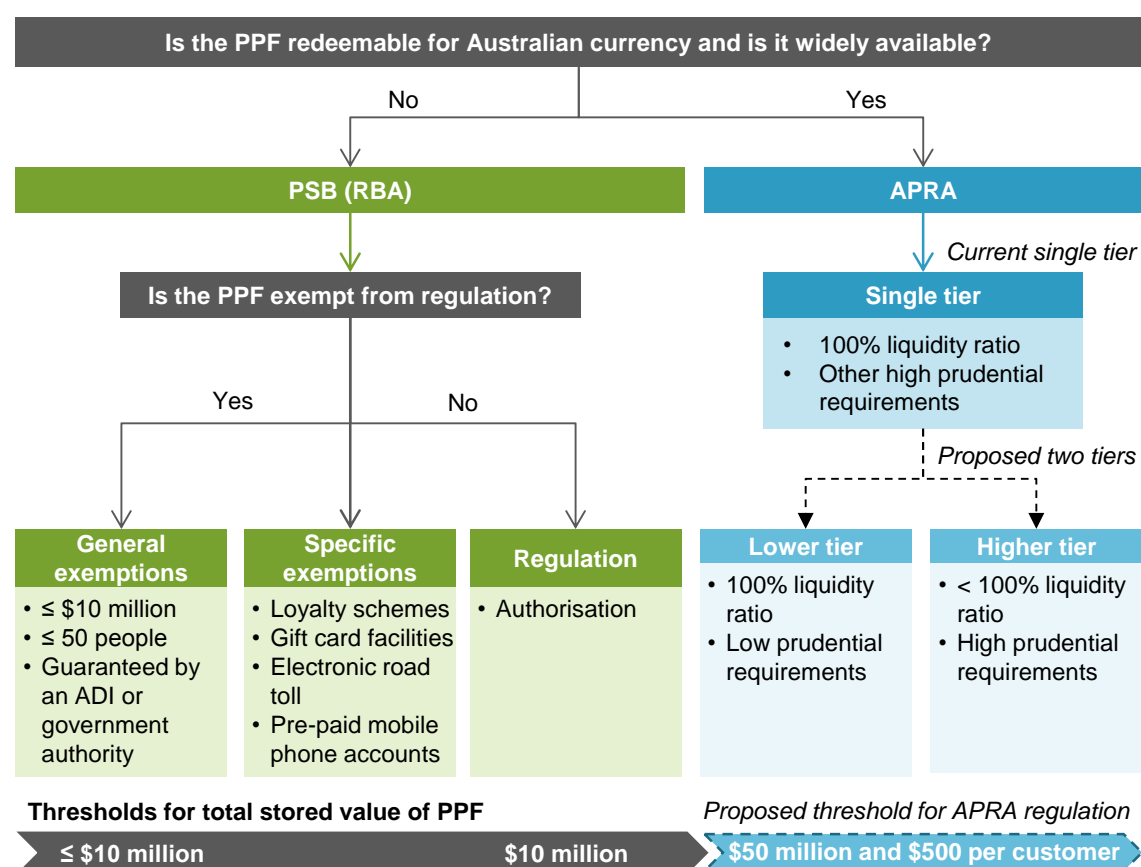 Is the PPF redeemable for Australian currency and is it widely available?
No
Yes
PSB (RBA)
APRA
Current single tier
Is the PPF exempt from regulation?
Single tier
• 100% liquidity ratio
• Other high prudential
requirements
Yes
No
Proposed two tiers
General
exemptions
• ≤ $10 million
• ≤ 50 people
• Guaranteed by
an ADI or
government
authority
Specific
exemptions
• Loyalty schemes
• Gift card facilities
• Electronic road
toll
• Pre-paid mobile
phone accounts
Regulation
• Authorisation
Lower tier
• 100% liquidity
ratio
• Low prudential
requirements
Higher tier
• < 100% liquidity
ratio
• High prudential
requirements
Thresholds for total stored value of PPF
Proposed threshold for APRA regulation
≤ $10 million
$10 million
$50 million and $500 per customer